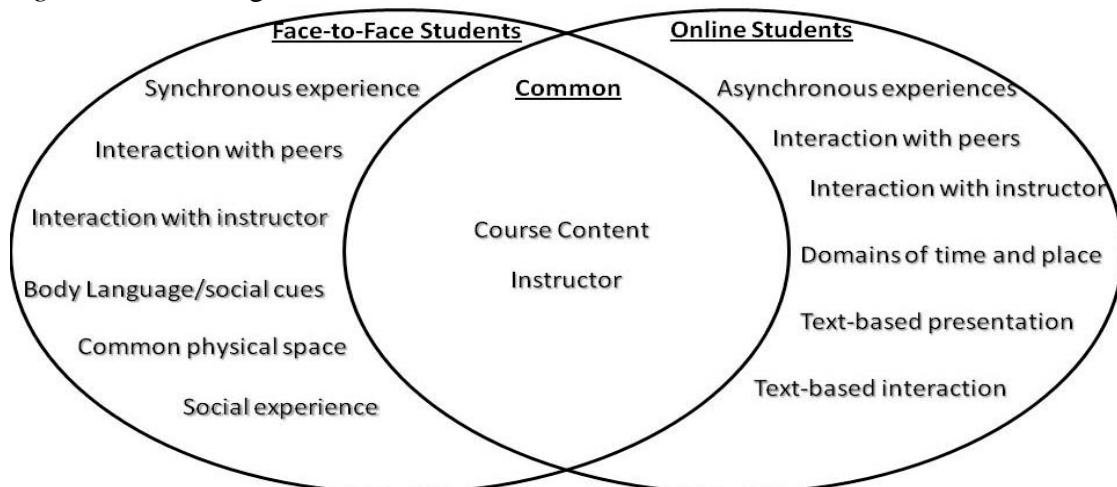 Face-to-Face Students
Synchronous experience
Interaction with peers
Interaction with instructor
Body Language/social cues
Common physical space
Social experience
Common
Course Content
Instructor
Online Students
Asynchronous experiences
Interaction with peers
Interaction with instructor
Domains of time and place
Text-based presentation
Text-based interaction